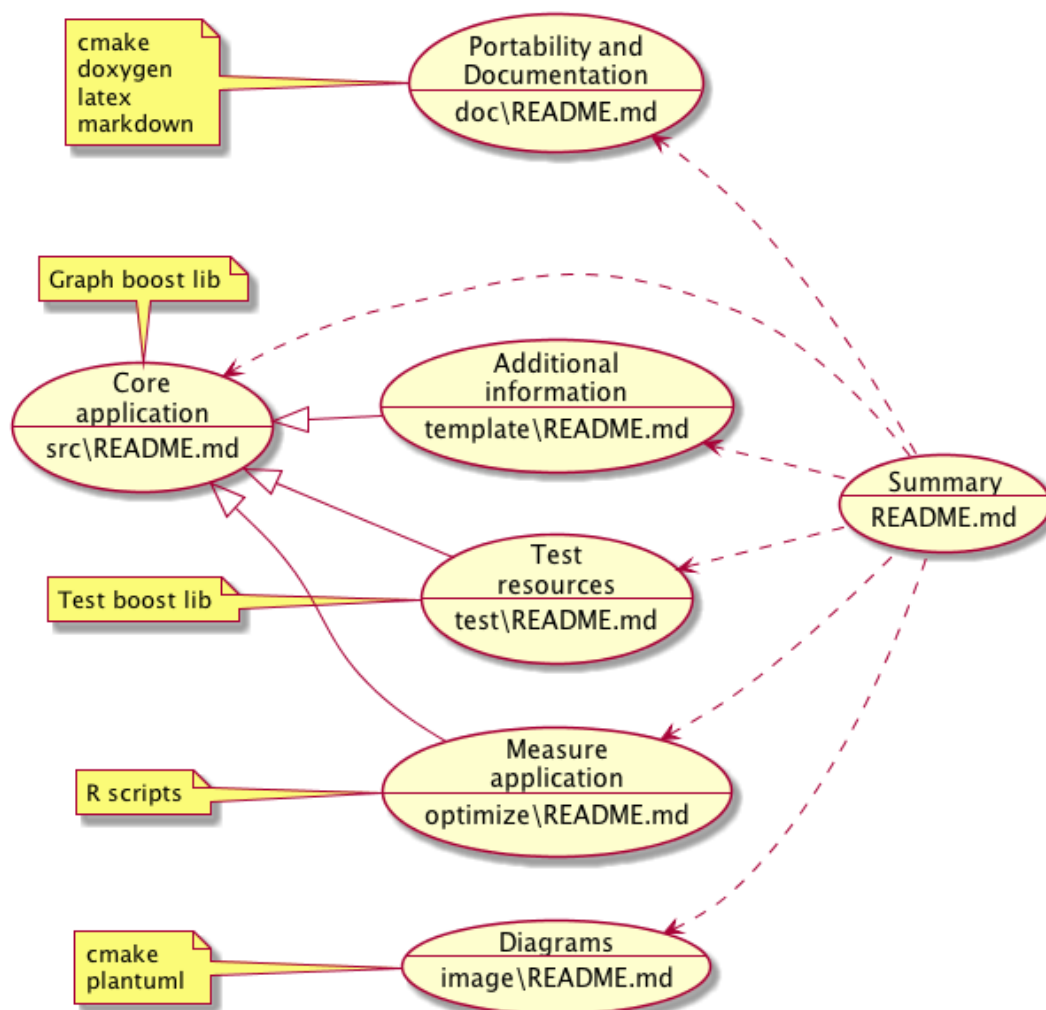 cmake
doxygen
latex
markdown
Portability and
Documentation
doc\README.md
Graph boost lib
Core
application
src\README.md
Additional
information
template\README.md
Summary
README.md
Test boost lib
Test
resources
test\README.md
R scripts
Measure
application
optimize\README.md
cmake
plantuml
Diagrams
image\README.md